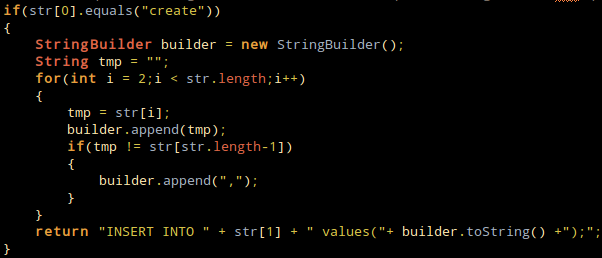 if(str[0].equals("create"))
{
    StringBuilder builder = new StringBuilder();
    String tmp = "";
    for(int i = 2;i < str.length;i++)
    {
        tmp = str[i];
        builder.append(tmp);
        if(tmp != str[str.length-1])
        {
            builder.append(",");
        }
    }
    return "INSERT INTO " + str[1] + " values("+ builder.toString() +");";
}